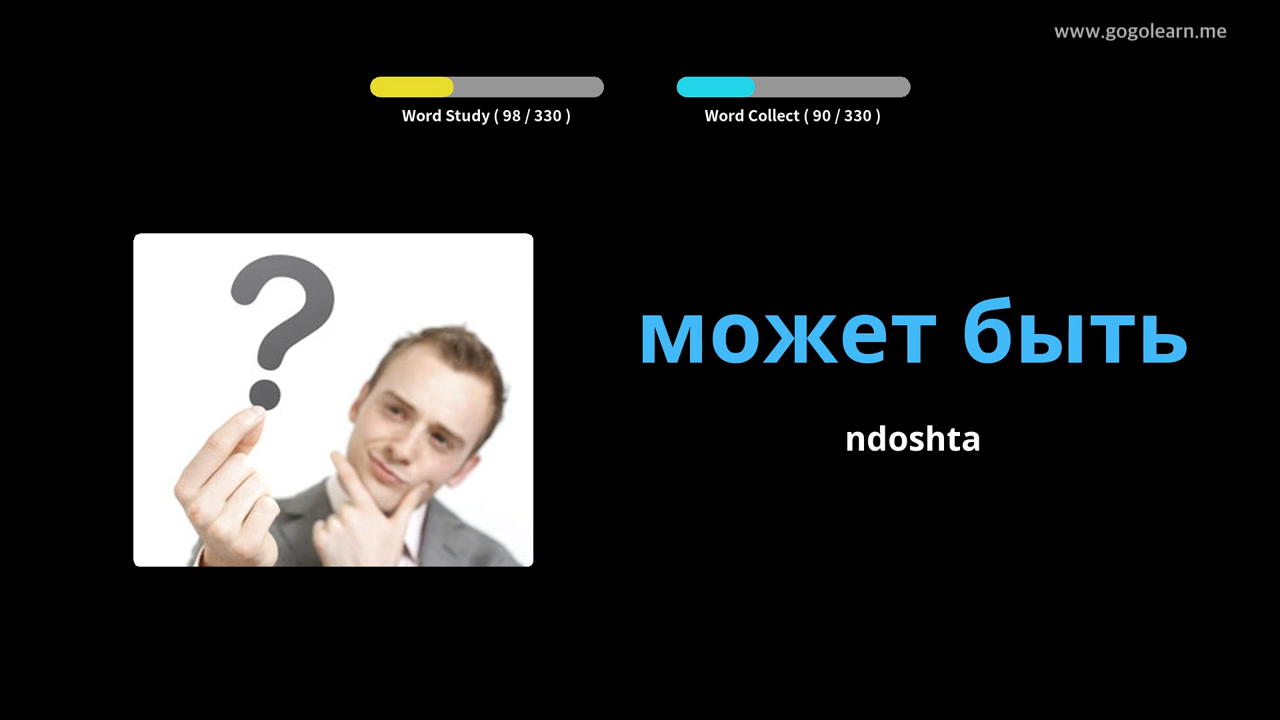 www.gogolearn.me
Word Study ( 98 / 330 )
Word Collect ( 90 / 330 )
может быть
ndoshta